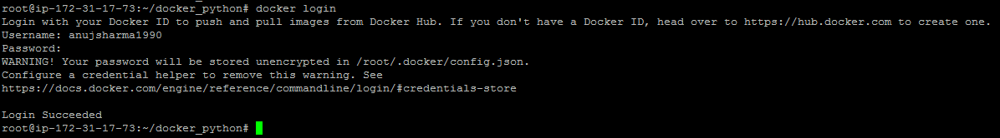 root@ip-172-31-17-73:~/docker_python# docker login
Login with your Docker ID to push and pull images from Docker Hub. If you don't have a Docker ID, head over to https://hub.docker.com to create one.
Username: anujsharma1990
Password:
WARNING! Your password will be stored unencrypted in /root/.docker/config.json.
Configure a credential helper to remove this warning. See
https://docs.docker.com/engine/reference/commandline/login/#credentials-store
Login Succeeded
root@ip-172-31-17-73:~/docker_python#